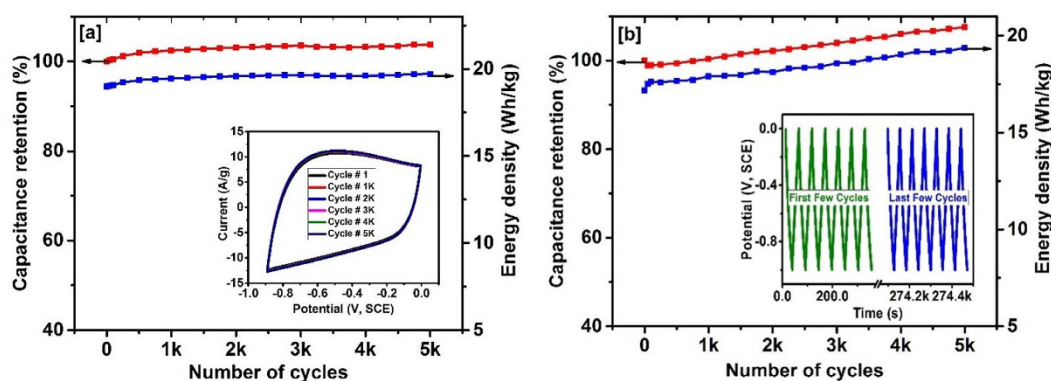 [a]
Capacitance retention (%)
100
80
60
40
0
1k
2k
3k
4k
5k
Number of cycles
20
15
10
5
Energy density (Wh/kg)
Current (A/g)
15
10
5
0
-5
-10
-15
Cycle # 1
Cycle # 1K
Cycle # 2K
Cycle # 3K
Cycle # 4K
Cycle # 5K
-1.0
-0.8
-0.6
-0.4
-0.2
0.0
Potential (V, SCE)
[b]
Capacitance retention (%)
100
80
60
40
0
1k
2k
3k
4k
5k
Number of cycles
20
15
10
5
Energy density (Wh/kg)
Potential (V, SCE)
0.0
-0.4
-0.8
First Few Cycles
Last Few Cycles
0.0
200.0
274.2k
274.4k
Time (s)